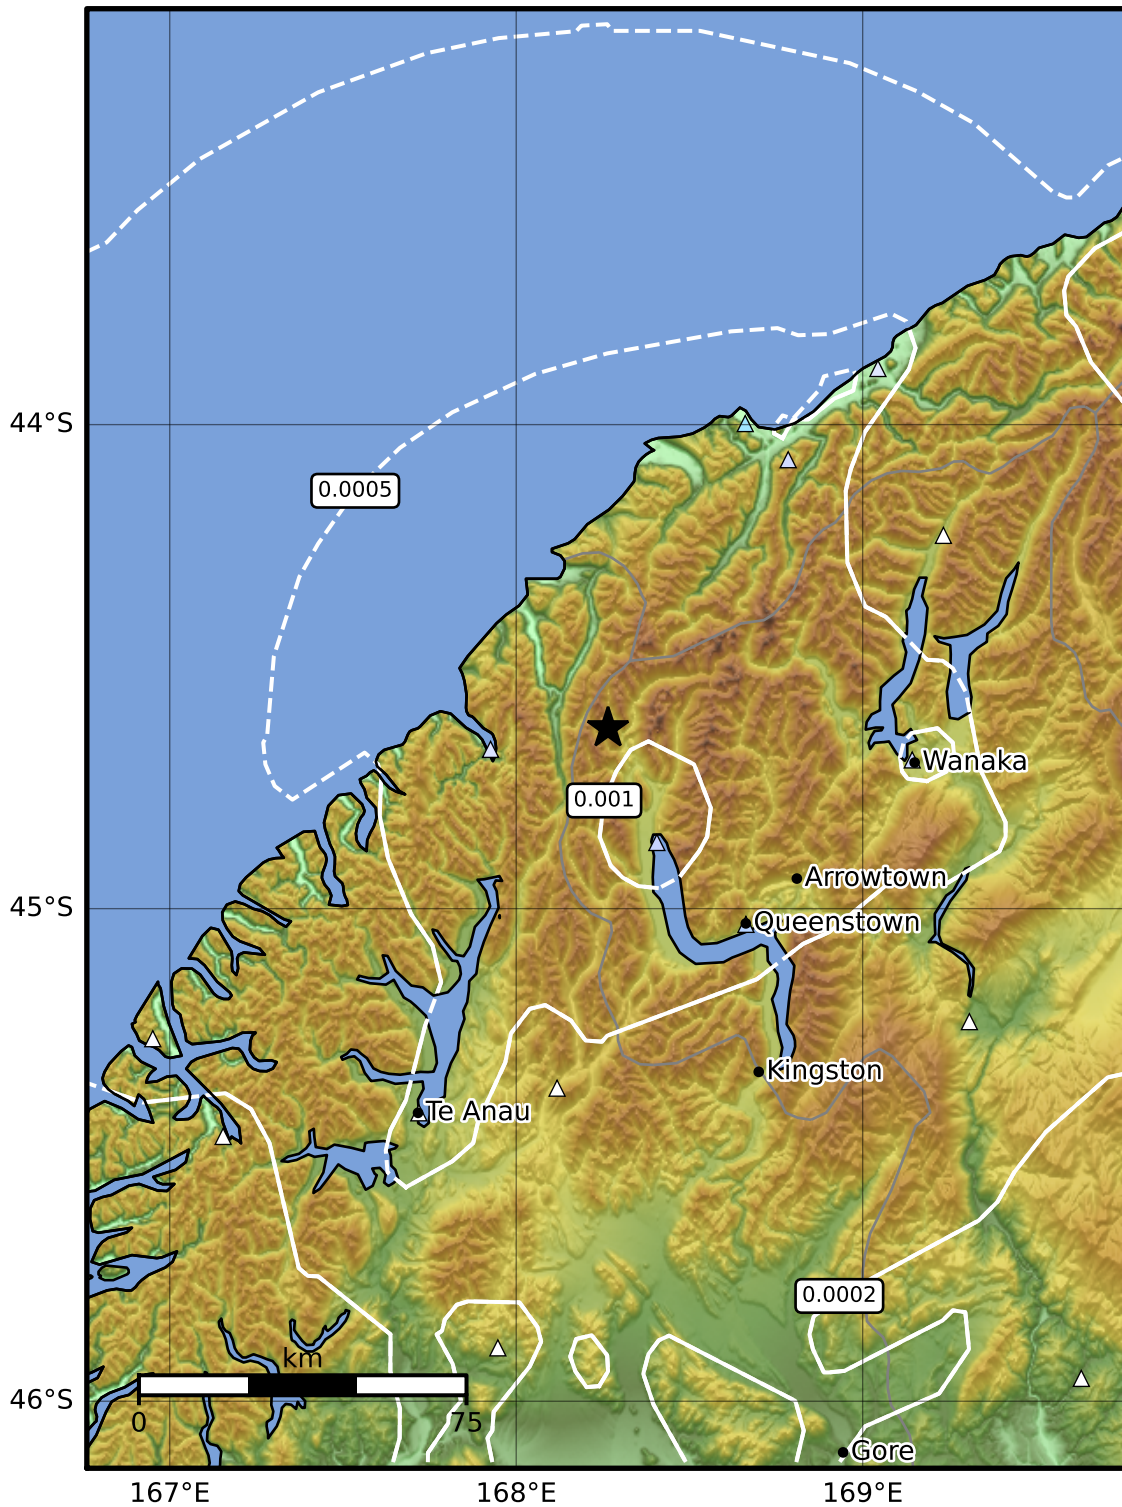 44°S
0.0005
Wanaka
0.001
Arrowtown
45°S
Queenstown
Kingston
Te Anau
0.0002
km
46°S
0
75
Gore
167°E
168°E
169°E